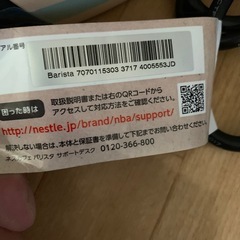 アル番号
Barista 7070115303 3717 4005553JD
困った時は
取扱説明書または右のQRコードから
アクセスして対応方法をご確認ください。
http://nestle.jp/brand/nba/support/
解決しない場合は、本体と保証書を準備して下記までお問い合わせください。
ネスカフェ バリスタ サポートデスク 0120-366-800